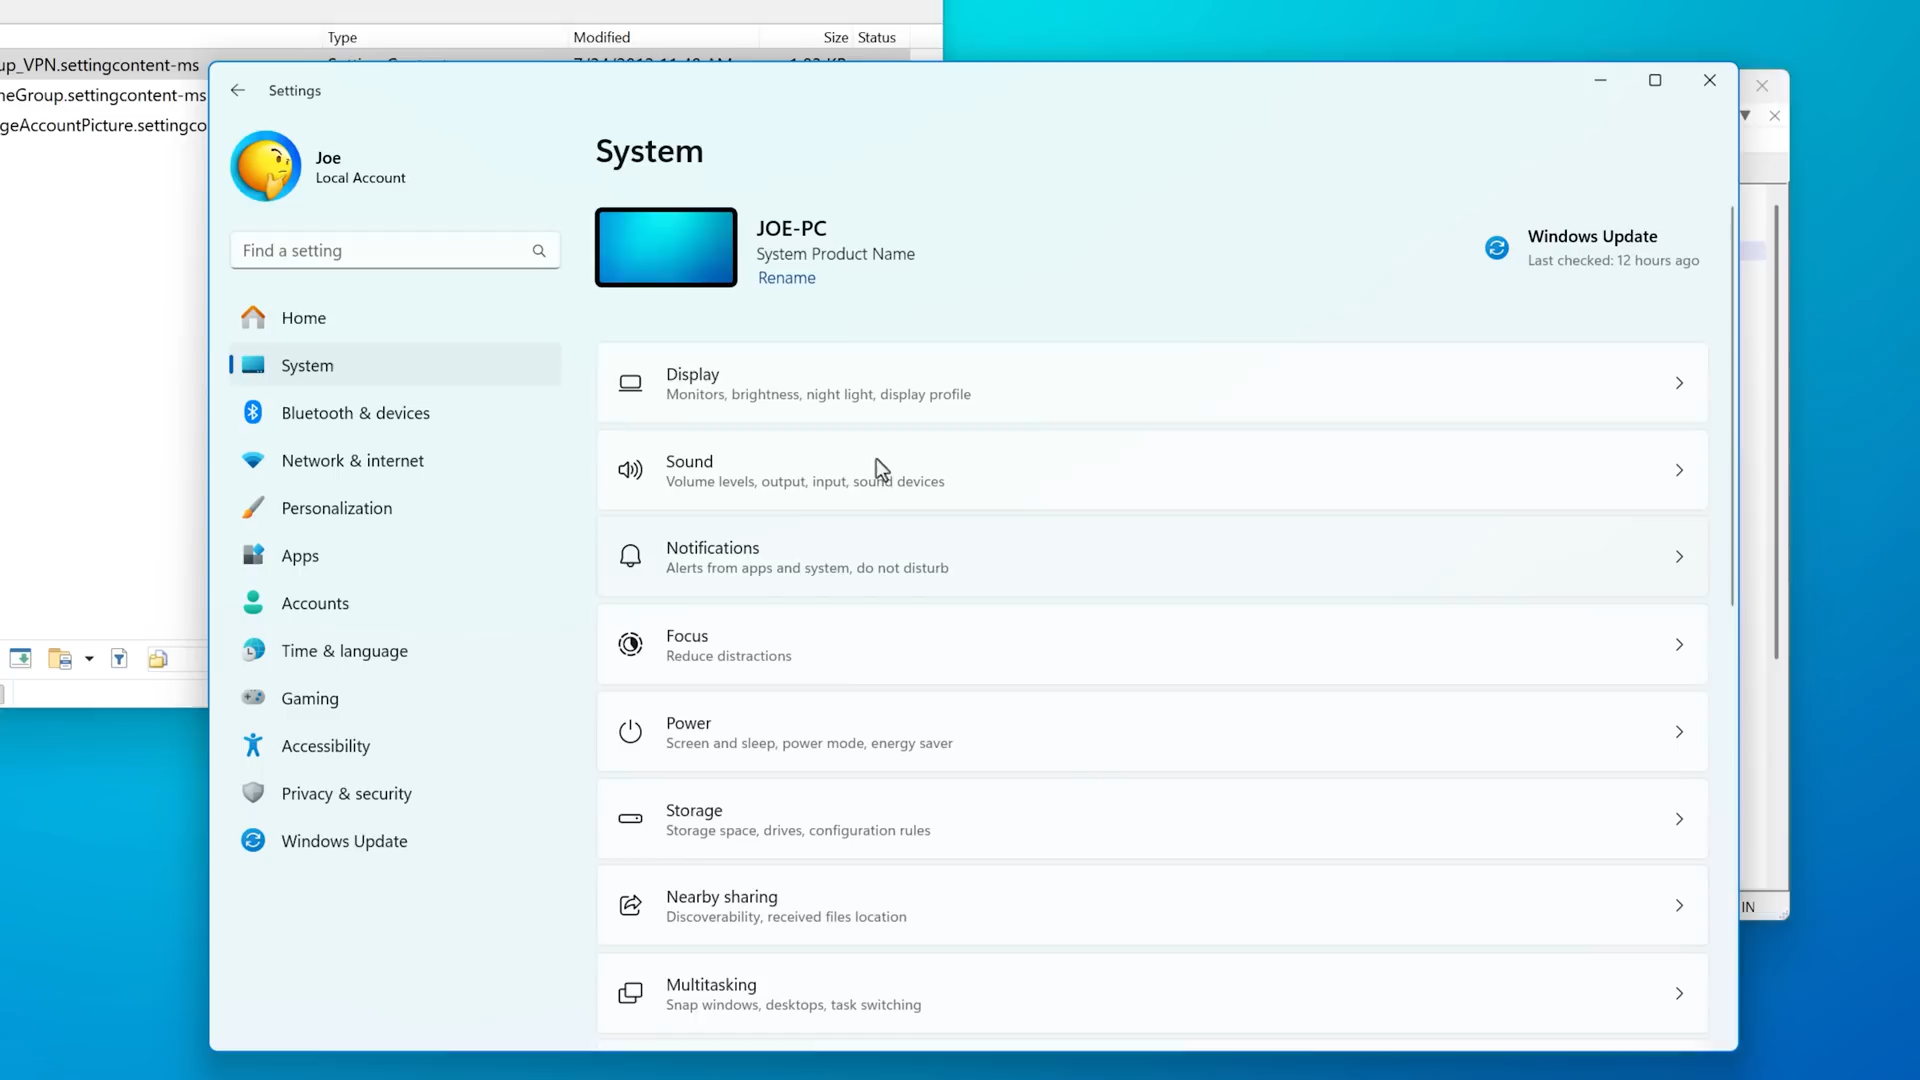 Type Modified Size Status
up_VPN.settingcontent-ms
neGroup.settingcontent-ms
geAccountPicture.settingco
Settings
Joe
Local Account
Find a setting
Home
System
Bluetooth & devices
Network & internet
Personalization
Apps
Accounts
Time & language
Gaming
Accessibility
Privacy & security
Windows Update
System
JOE-PC
System Product Name
Rename
Windows Update
Last checked: 12 hours ago
Display
Monitors, brightness, night light, display profile
Sound
Volume levels, output, input, sound devices
Notifications
Alerts from apps and system, do not disturb
Focus
Reduce distractions
Power
Screen and sleep, power mode, energy saver
Storage
Storage space, drives, configuration rules
Nearby sharing
Discoverability, received files location
Multitasking
Snap windows, desktops, task switching
IN